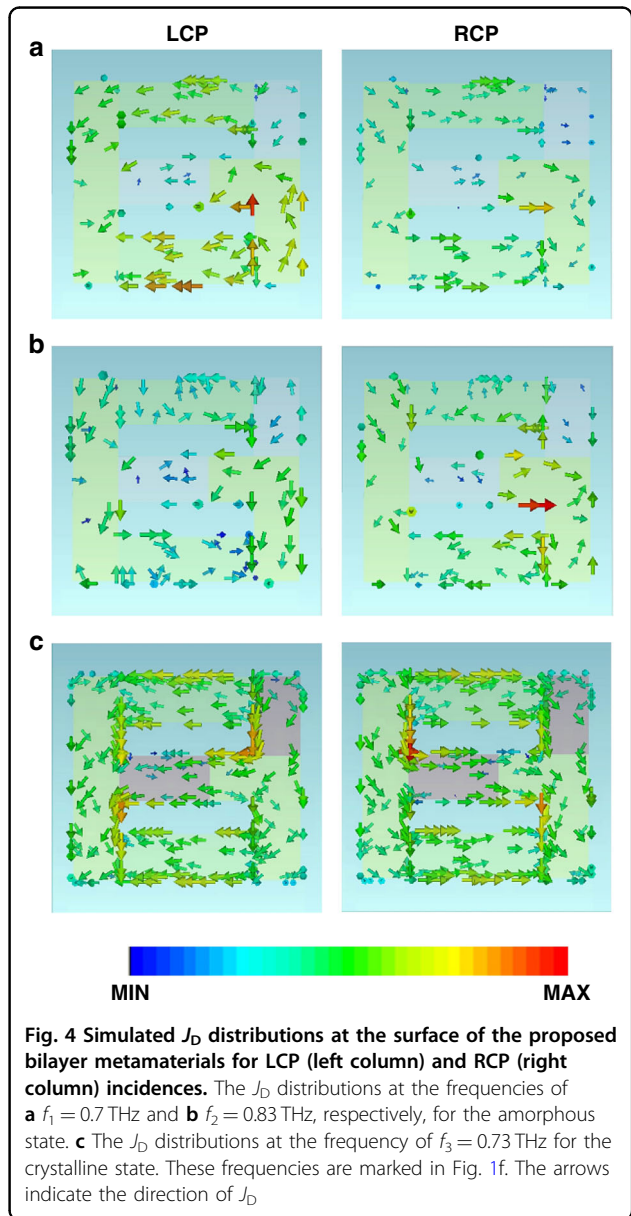 LCP RCP
a
b
c
MIN MAX
Fig. 4 Simulated J_D distributions at the surface of the proposed
bilayer metamaterials for LCP (left column) and RCP (right
column) incidences. The J_D distributions at the frequencies of
a f₁ = 0.7 THz and b f₂ = 0.83 THz, respectively, for the amorphous
state. c The J_D distributions at the frequency of f₃ = 0.73 THz for the
crystalline state. These frequencies are marked in Fig. 1f. The arrows
indicate the direction of J_D